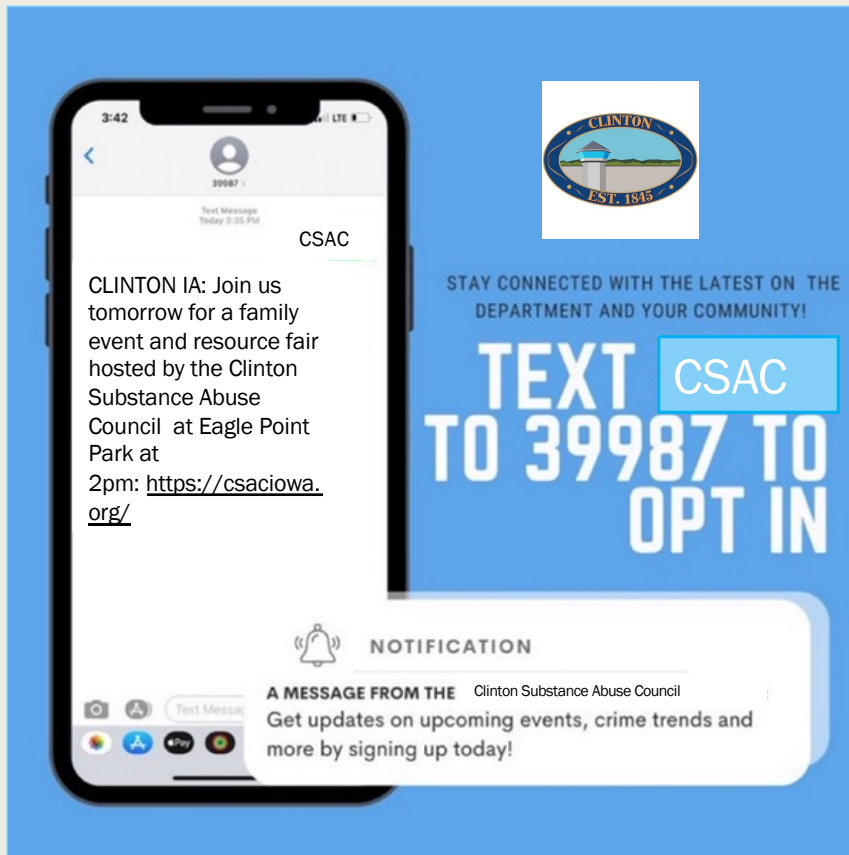 3:42
LTE
39987 >
Text Message
Today 3:35 PM
CSAC
CLINTON IA: Join us
tomorrow for a family
event and resource fair
hosted by the Clinton
Substance Abuse
Council at Eagle Point
Park at
2pm: https://csaciowa.
org/
Text Messag
Pay
CLINTON
EST. 1845
STAY CONNECTED WITH THE LATEST ON THE
DEPARTMENT AND YOUR COMMUNITY!
TEXT CSAC
TO 39987 TO
OPT IN
NOTIFICATION
A MESSAGE FROM THE Clinton Substance Abuse Council
Get updates on upcoming events, crime trends and
more by signing up today!